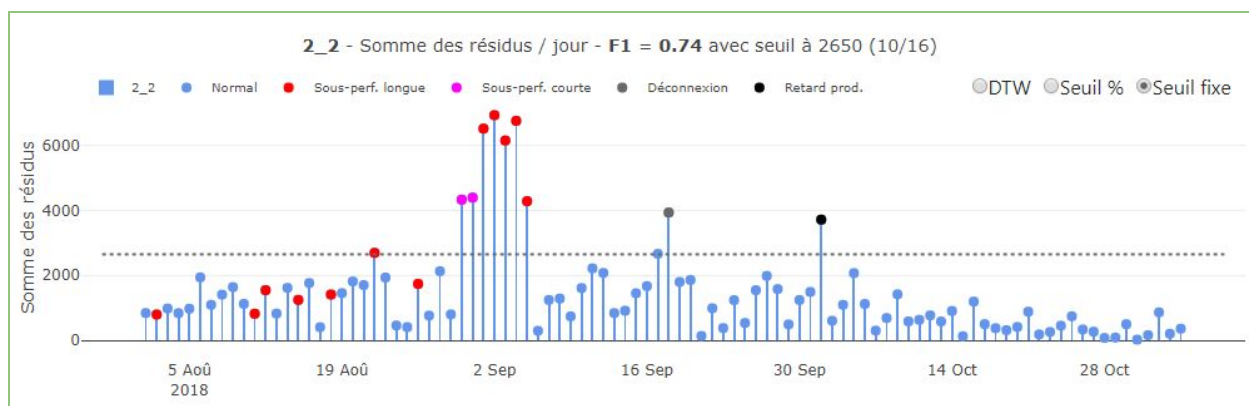 2_2 - Somme des résidus / jour - F1 = 0.74 avec seuil à 2650 (10/16)
2_2 Normal Sous-perf. longue Sous-perf. courte Déconnexion Retard prod. DTW Seuil % Seuil fixe
Somme des résidus
6000
4000
2000
0
5 Aoû 19 Aoû 2 Sep 16 Sep 30 Sep 14 Oct 28 Oct
2018